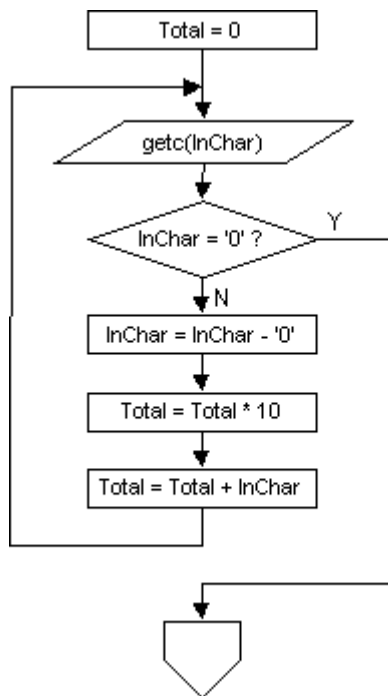 Total = 0
getc(InChar)
InChar = '0' ?
Y
N
InChar = InChar - '0'
Total = Total * 10
Total = Total + InChar